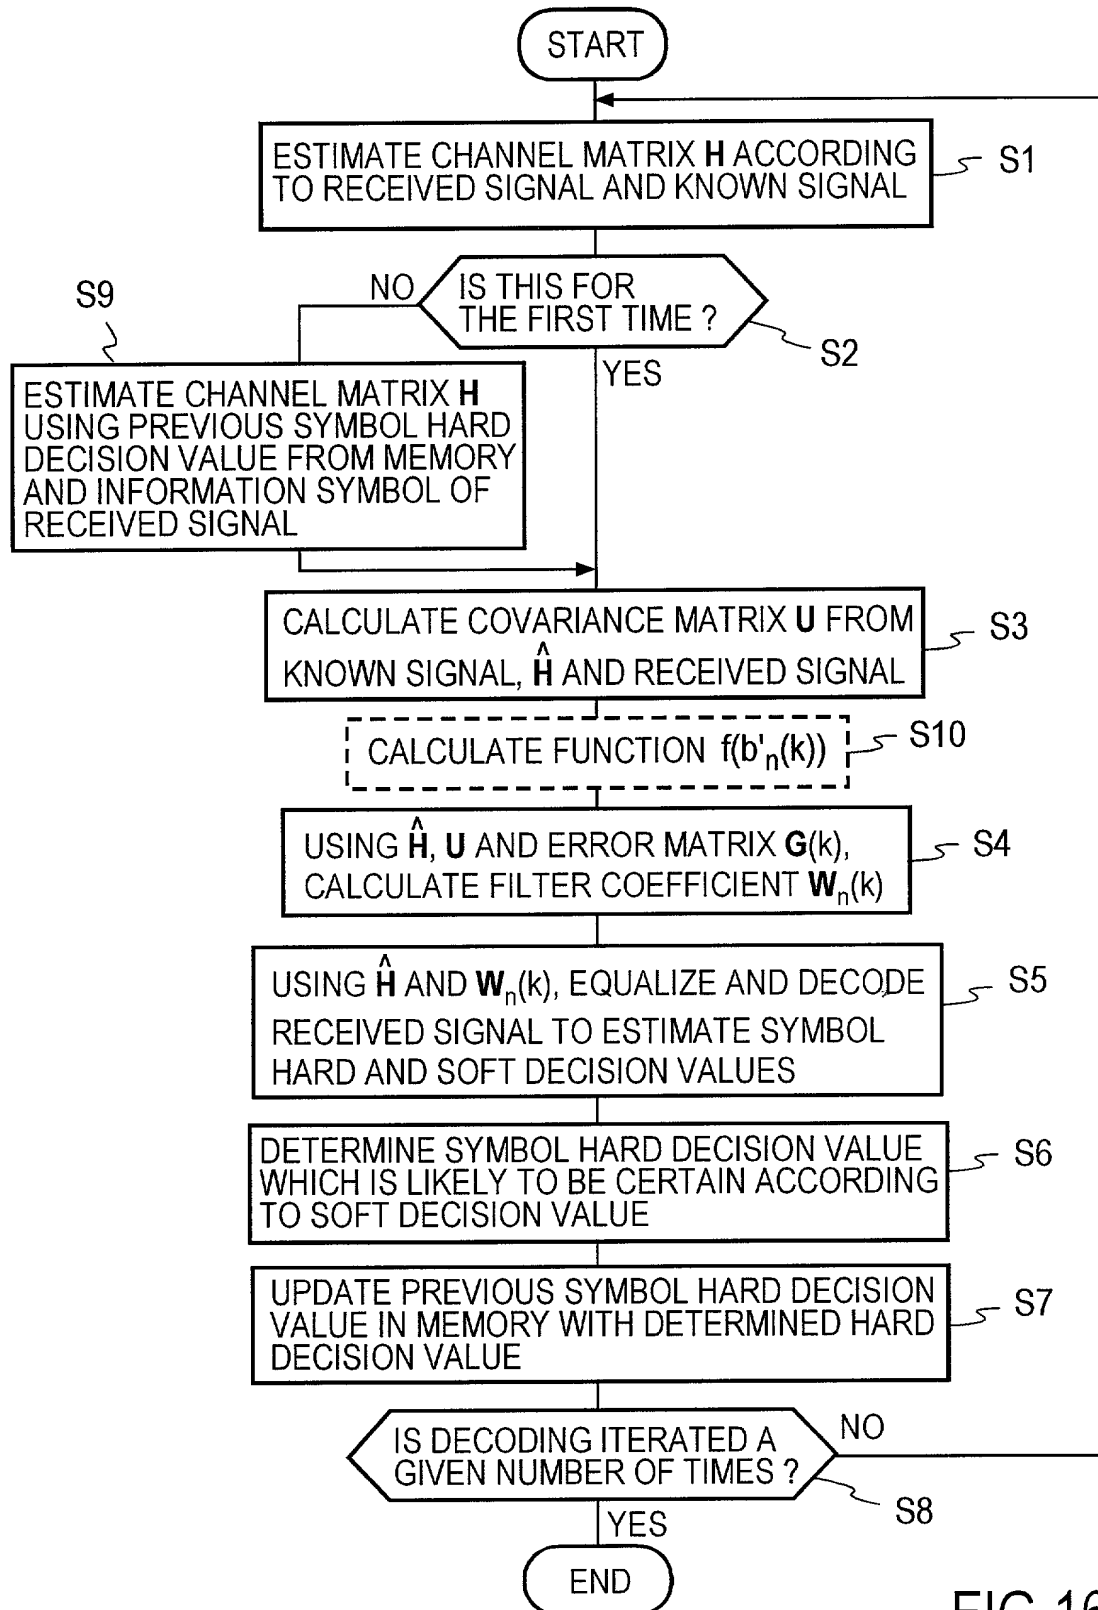 START
ESTIMATE CHANNEL MATRIX H ACCORDING
TO RECEIVED SIGNAL AND KNOWN SIGNAL
S1
IS THIS FOR
THE FIRST TIME ?
S2
NO
YES
S9
ESTIMATE CHANNEL MATRIX H
USING PREVIOUS SYMBOL HARD
DECISION VALUE FROM MEMORY
AND INFORMATION SYMBOL OF
RECEIVED SIGNAL
CALCULATE COVARIANCE MATRIX U FROM
KNOWN SIGNAL, Ĥ AND RECEIVED SIGNAL
S3
CALCULATE FUNCTION f(b'n(k))
S10
USING Ĥ, U AND ERROR MATRIX G(k),
CALCULATE FILTER COEFFICIENT Wn(k)
S4
USING Ĥ AND Wn(k), EQUALIZE AND DECODE
RECEIVED SIGNAL TO ESTIMATE SYMBOL
HARD AND SOFT DECISION VALUES
S5
DETERMINE SYMBOL HARD DECISION VALUE
WHICH IS LIKELY TO BE CERTAIN ACCORDING
TO SOFT DECISION VALUE
S6
UPDATE PREVIOUS SYMBOL HARD DECISION
VALUE IN MEMORY WITH DETERMINED HARD
DECISION VALUE
S7
IS DECODING ITERATED A
GIVEN NUMBER OF TIMES ?
NO
S8
YES
END
FIG.16